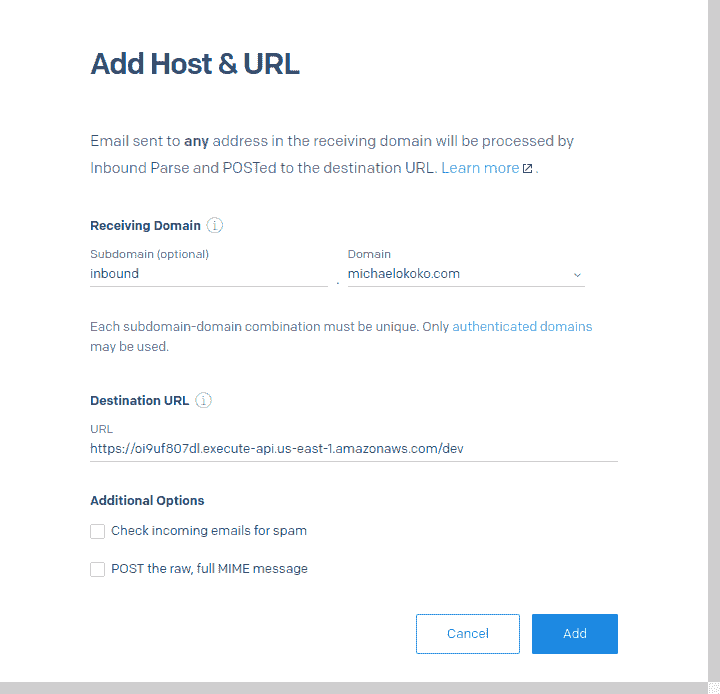 Add Host & URL
Email sent to any address in the receiving domain will be processed by
Inbound Parse and POSTed to the destination URL. Learn more.
Receiving Domain
Subdomain (optional)
inbound
.
Domain
michaelokoko.com
Each subdomain-domain combination must be unique. Only authenticated domains
may be used.
Destination URL
URL
https://oi9uf807dl.execute-api.us-east-1.amazonaws.com/dev
Additional Options
Check incoming emails for spam
POST the raw, full MIME message
Cancel
Add